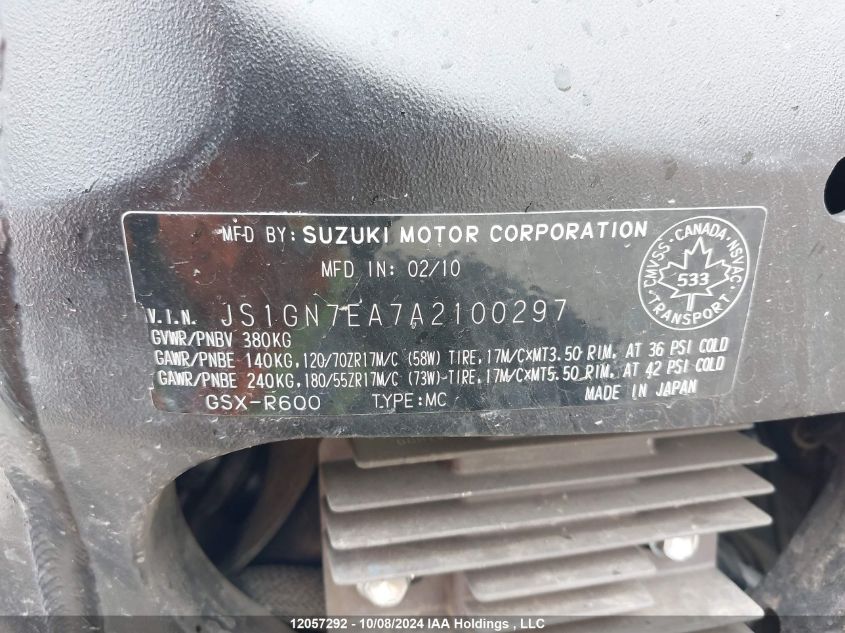 MFD BY: SUZUKI MOTOR CORPORATION
MFD IN: 02/10
V.I.N. JS1GN7EA7A2100297
GVWR/PNBV 380KG
GAWR/PNBE 140KG, 120/70ZR17M/C (58W) TIRE, 17M/C×MT3.50 RIM, AT 36 PSI COLD
GAWR/PNBE 240KG, 180/55ZR17M/C (73W) TIRE, 17M/C×MT5.50 RIM, AT 42 PSI COLD
GSX-R600 TYPE: MC MADE IN JAPAN
CMVSS · CANADA · NSVAC
533
TRANSPORT
12057292 - 10/08/2024 IAA Holdings , LLC